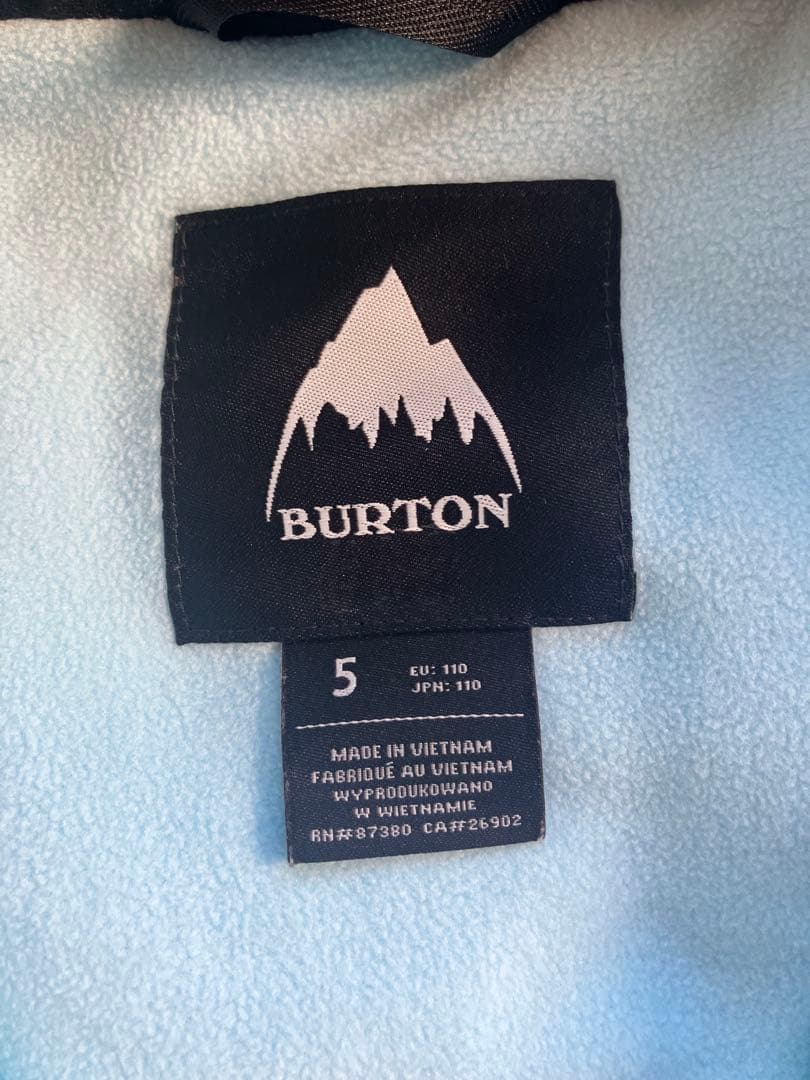 BURTON
5
EU: 110
JPN: 110
MADE IN VIETNAM
FABRIQUÉ AU VIETNAM
WYPRODUKOWANO
W WIETNAMIE
RN#87380 CA#26902